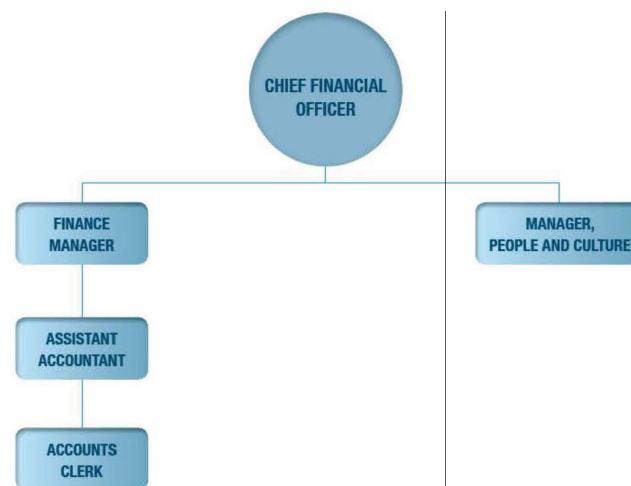 CHIEF FINANCIAL
OFFICER
FINANCE
MANAGER
MANAGER,
PEOPLE AND CULTURE
ASSISTANT
ACCOUNTANT
ACCOUNTS
CLERK